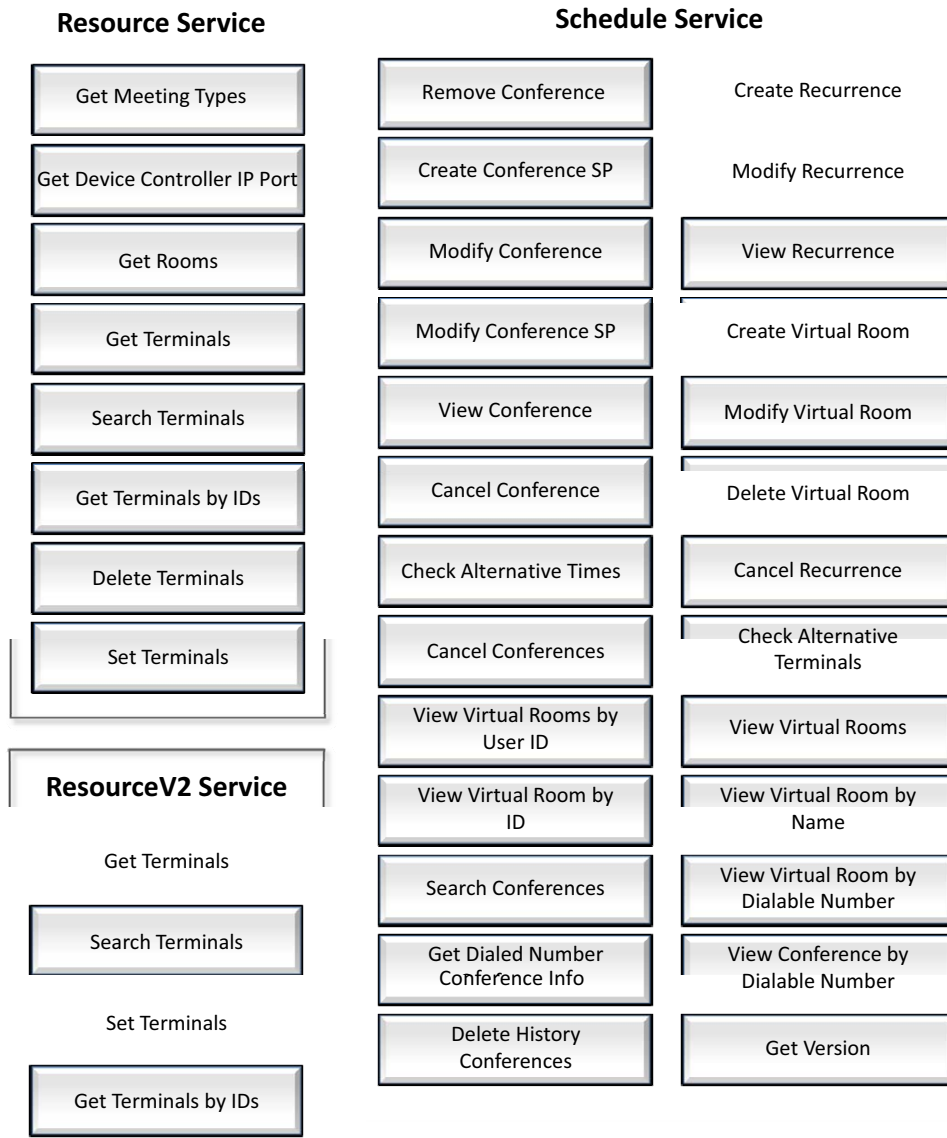 Resource Service
Get Meeting Types
Get Device Controller IP Port
Get Rooms
Get Terminals
Search Terminals
Get Terminals by IDs
Delete Terminals
Set Terminals
ResourceV2 Service
Get Terminals
Search Terminals
Set Terminals
Get Terminals by IDs
Schedule Service
Remove Conference
Create Conference SP
Modify Conference
Modify Conference SP
View Conference
Cancel Conference
Check Alternative Times
Cancel Conferences
View Virtual Rooms by
User ID
View Virtual Room by
ID
Search Conferences
Get Dialed Number
Conference Info
Delete History
Conferences
Create Recurrence
Modify Recurrence
View Recurrence
Create Virtual Room
Modify Virtual Room
Delete Virtual Room
Cancel Recurrence
Check Alternative
Terminals
View Virtual Rooms
View Virtual Room by
Name
View Virtual Room by
Dialable Number
View Conference by
Dialable Number
Get Version